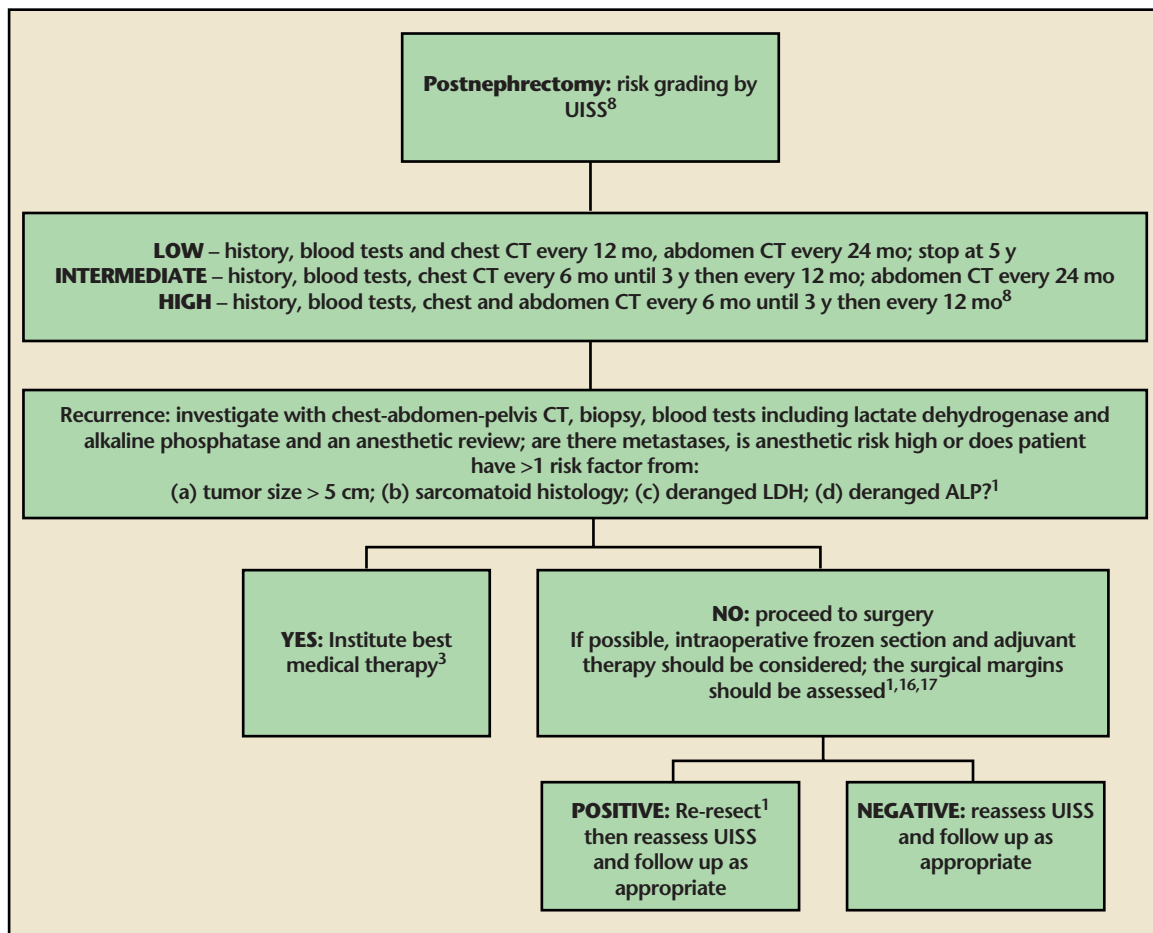 Postnephrectomy: risk grading by
UISS8
LOW – history, blood tests and chest CT every 12 mo, abdomen CT every 24 mo; stop at 5 y
INTERMEDIATE – history, blood tests, chest CT every 6 mo until 3 y then every 12 mo; abdomen CT every 24 mo
HIGH – history, blood tests, chest and abdomen CT every 6 mo until 3 y then every 12 mo8
Recurrence: investigate with chest-abdomen-pelvis CT, biopsy, blood tests including lactate dehydrogenase and
alkaline phosphatase and an anesthetic review; are there metastases, is anesthetic risk high or does patient
have >1 risk factor from:
(a) tumor size > 5 cm; (b) sarcomatoid histology; (c) deranged LDH; (d) deranged ALP?1
YES: Institute best
medical therapy3
NO: proceed to surgery
If possible, intraoperative frozen section and adjuvant
therapy should be considered; the surgical margins
should be assessed1,16,17
POSITIVE: Re-resect1
then reassess UISS
and follow up as
appropriate
NEGATIVE: reassess UISS
and follow up as
appropriate